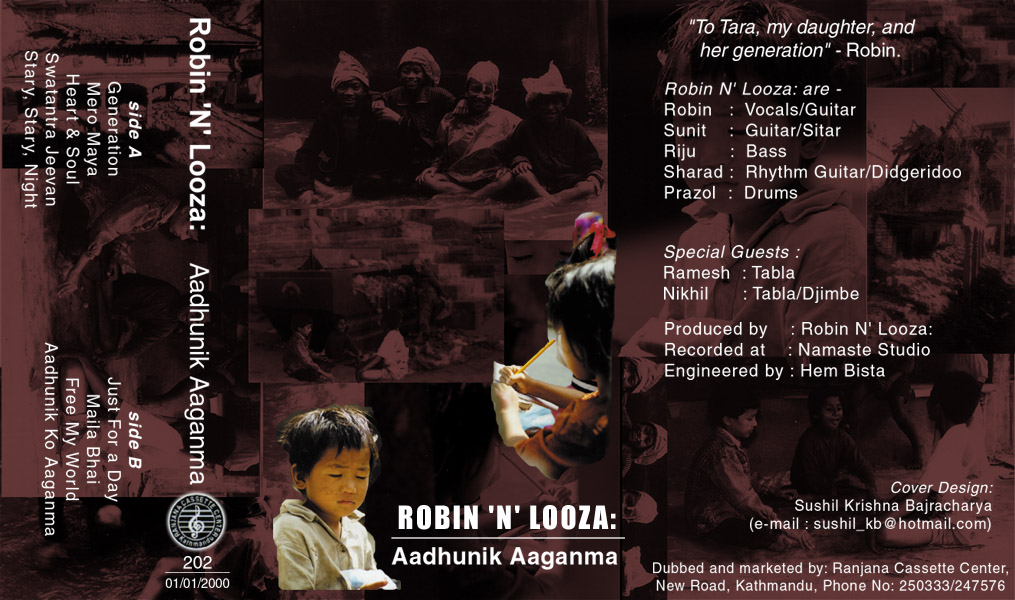 side A
Generation
Mero Maya
Heart & Soul
Swatantra Jeevan
Stary, Stary, Night
side B
Just For a Day
Maila Bhai
Free My World
Aadhunik Ko Aaganma
Robin 'N' Looza: Aadhunik Aaganma
RANJANA CASSETTE CENTER
202
01/01/2000
ROBIN 'N' LOOZA:
Aadhunik Aaganma
"To Tara, my daughter, and
her generation" - Robin.
Robin N' Looza: are -
Robin : Vocals/Guitar
Sunit : Guitar/Sitar
Riju : Bass
Sharad : Rhythm Guitar/Didgeridoo
Prazol : Drums
Special Guests :
Ramesh : Tabla
Nikhil : Tabla/Djimbe
Produced by : Robin N' Looza:
Recorded at : Namaste Studio
Engineered by : Hem Bista
Cover Design:
Sushil Krishna Bajracharya
(e-mail : sushil_kb@hotmail.com)
Dubbed and marketed by: Ranjana Cassette Center,
New Road, Kathmandu, Phone No: 250333/247576